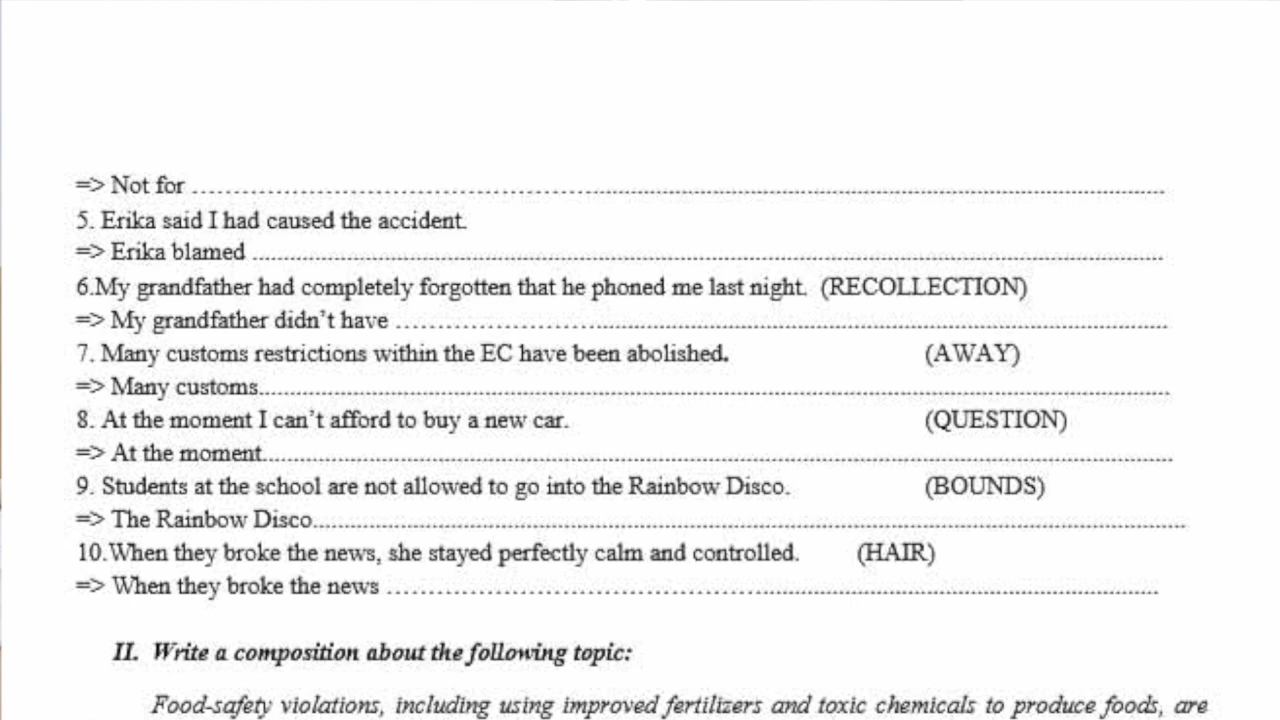 => Not for ................................................................
5. Erika said I had caused the accident.
=> Erika blamed ................................................................
6.My grandfather had completely forgotten that he phoned me last night. (RECOLLECTION)
=> My grandfather didn't have ................................................................
7. Many customs restrictions within the EC have been abolished. (AWAY)
=> Many customs................................................................
8. At the moment I can't afford to buy a new car. (QUESTION)
=> At the moment................................................................
9. Students at the school are not allowed to go into the Rainbow Disco. (BOUNDS)
=> The Rainbow Disco................................................................
10.When they broke the news, she stayed perfectly calm and controlled. (HAIR)
=> When they broke the news ................................................................
II. Write a composition about the following topic:
Food-safety violations, including using improved fertilizers and toxic chemicals to produce foods, are